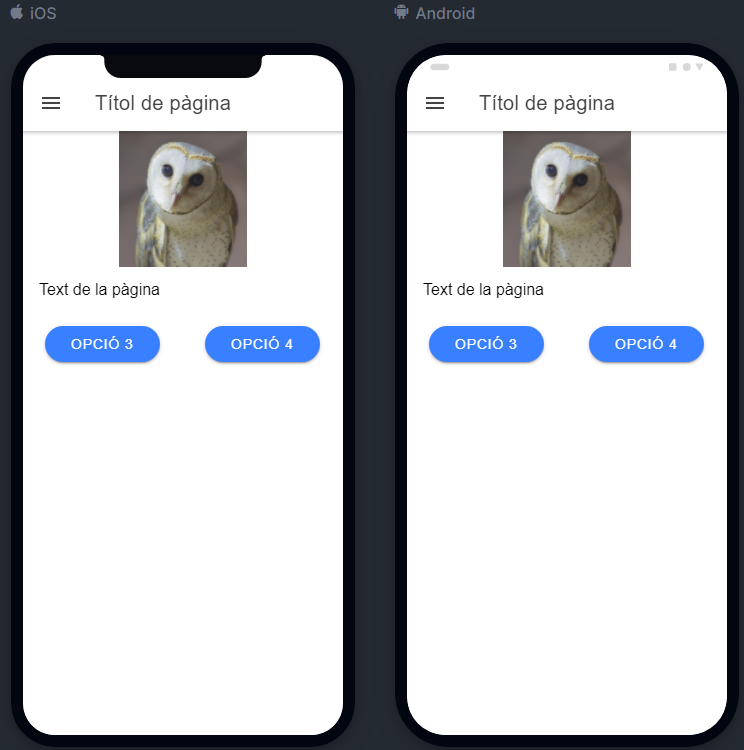 iOS
Android
Títol de pàgina
Títol de pàgina
Text de la pàgina
Text de la pàgina
OPCIÓ 3
OPCIÓ 4
OPCIÓ 3
OPCIÓ 4